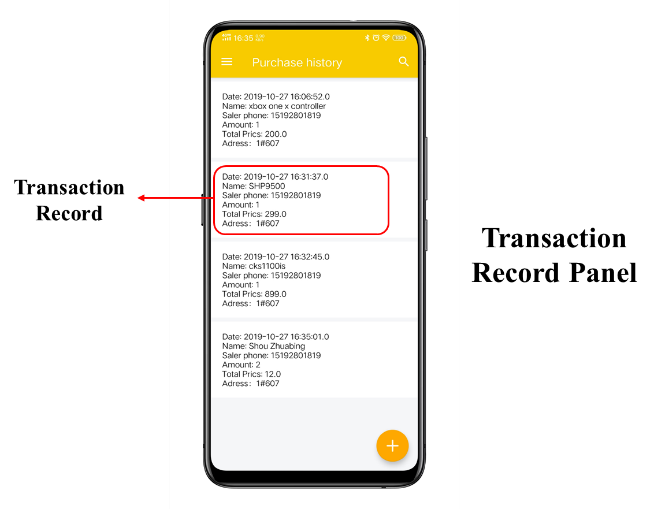 16:35
Purchase history
Date: 2019-10-27 16:06:52.0
Name: xbox one x controller
Saler phone: 15192801819
Amount: 1
Total Prics: 200.0
Adress: 1#607
Transaction
Record
Date: 2019-10-27 16:31:37.0
Name: SHP9500
Saler phone: 15192801819
Amount: 1
Total Prics: 299.0
Adress: 1#607
Transaction
Record Panel
Date: 2019-10-27 16:32:45.0
Name: cks1100is
Saler phone: 15192801819
Amount: 1
Total Prics: 899.0
Adress: 1#607
Date: 2019-10-27 16:35:01.0
Name: Shou Zhuabing
Saler phone: 15192801819
Amount: 2
Total Prics: 12.0
Adress: 1#607